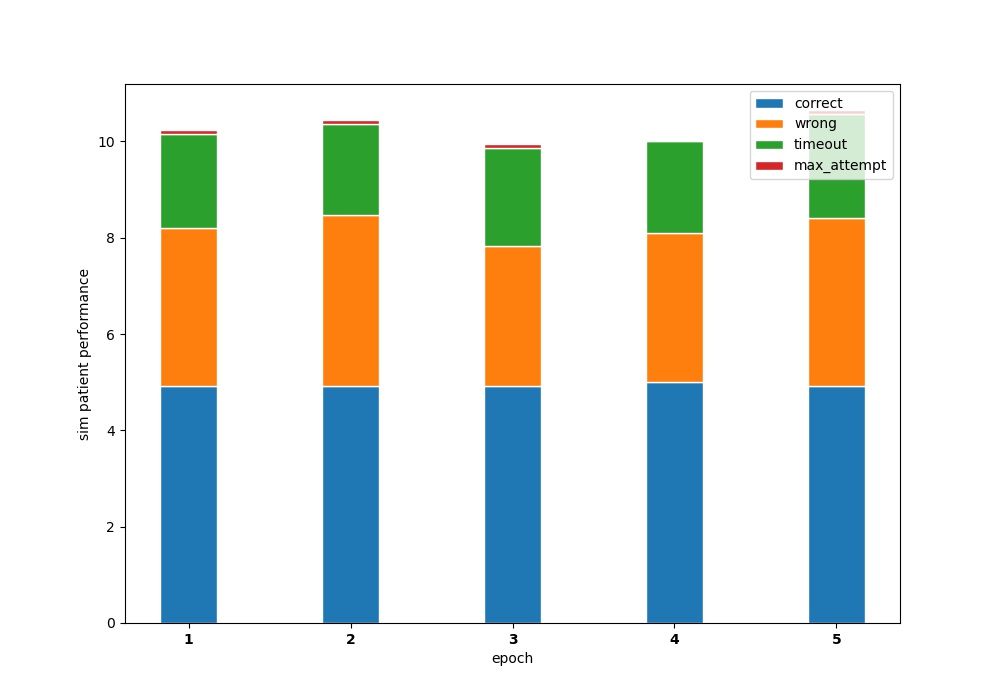 correct
wrong
timeout
max_attempt
10
8
6
4
2
0
sim patient performance
1 2 3 4 5
epoch